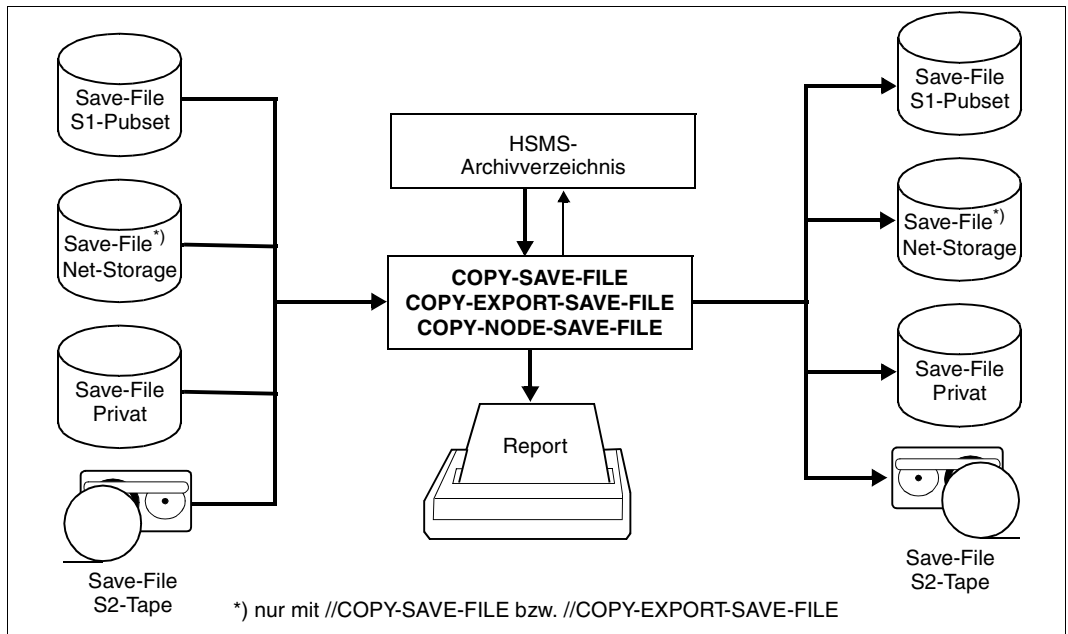 Save-File
S1-Pubset
Save-File *)
Net-Storage
Save-File
Privat
Save-File
S2-Tape
HSMS-
Archivverzeichnis
COPY-SAVE-FILE
COPY-EXPORT-SAVE-FILE
COPY-NODE-SAVE-FILE
Report
Save-File
S1-Pubset
Save-File *)
Net-Storage
Save-File
Privat
Save-File
S2-Tape
*) nur mit //COPY-SAVE-FILE bzw. //COPY-EXPORT-SAVE-FILE